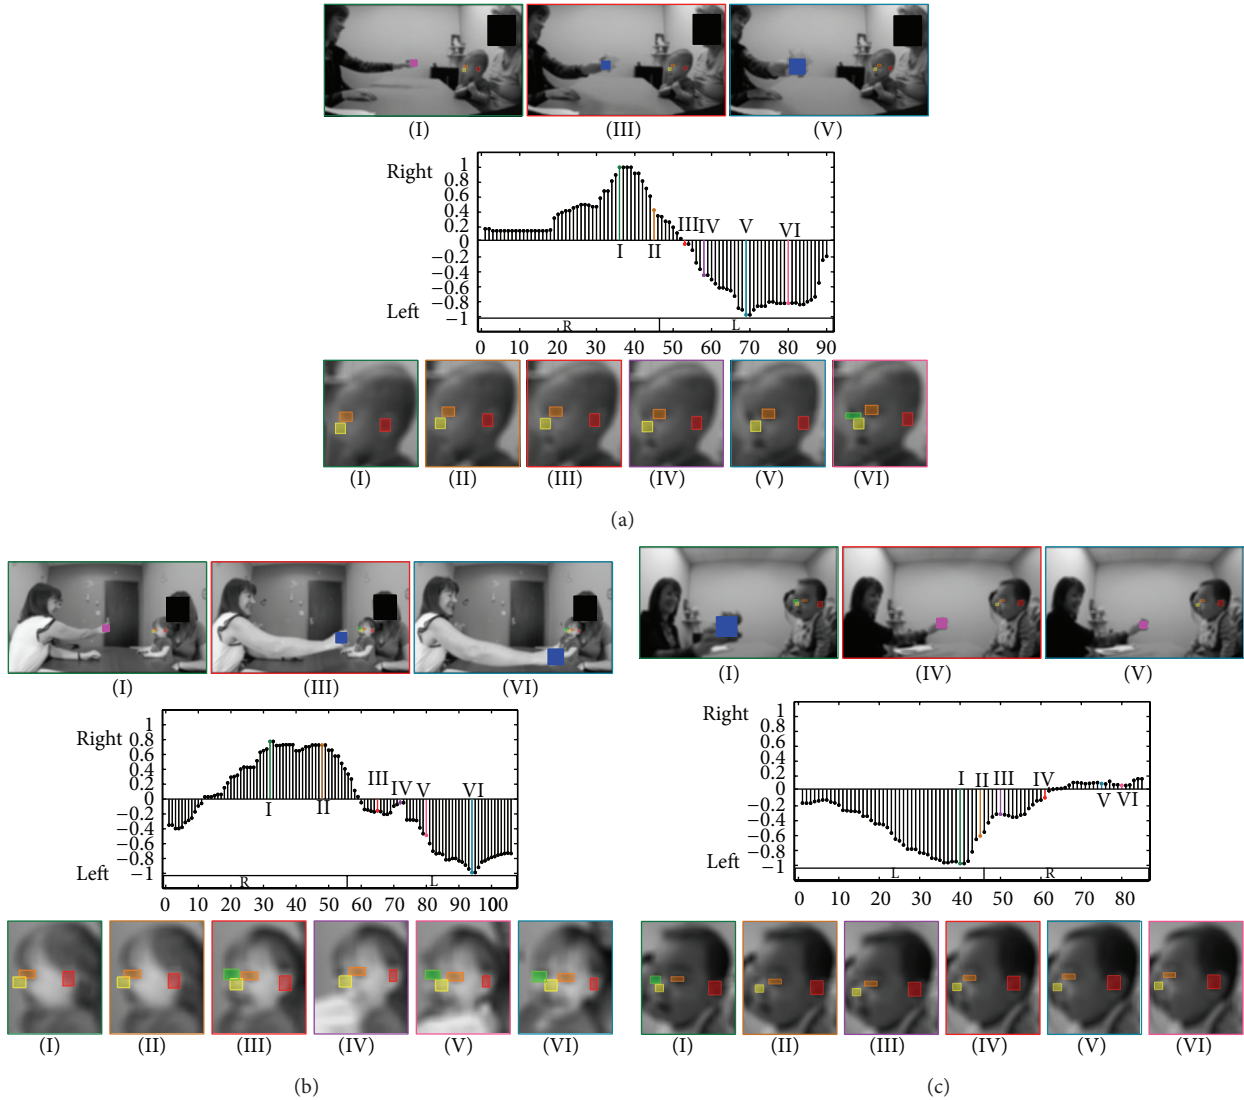 (I) (III) (V)
Right 1
0.8
0.6
0.4
0.2
0
−0.2
−0.4
−0.6
−0.8
Left −1
I II III IV V VI
R L
0 10 20 30 40 50 60 70 80 90
(I) (II) (III) (IV) (V) (VI)
(a)
(I) (III) (VI)
Right 1
0.8
0.6
0.4
0.2
0
−0.2
−0.4
−0.6
−0.8
Left −1
I II III IV V VI
R L
0 10 20 30 40 50 60 70 80 90 100
(I) (II) (III) (IV) (V) (VI)
(b)
(I) (IV) (V)
Right 1
0.8
0.6
0.4
0.2
0
−0.2
−0.4
−0.6
−0.8
Left −1
I II III IV V VI
L R
0 10 20 30 40 50 60 70 80
(I) (II) (III) (IV) (V) (VI)
(c)